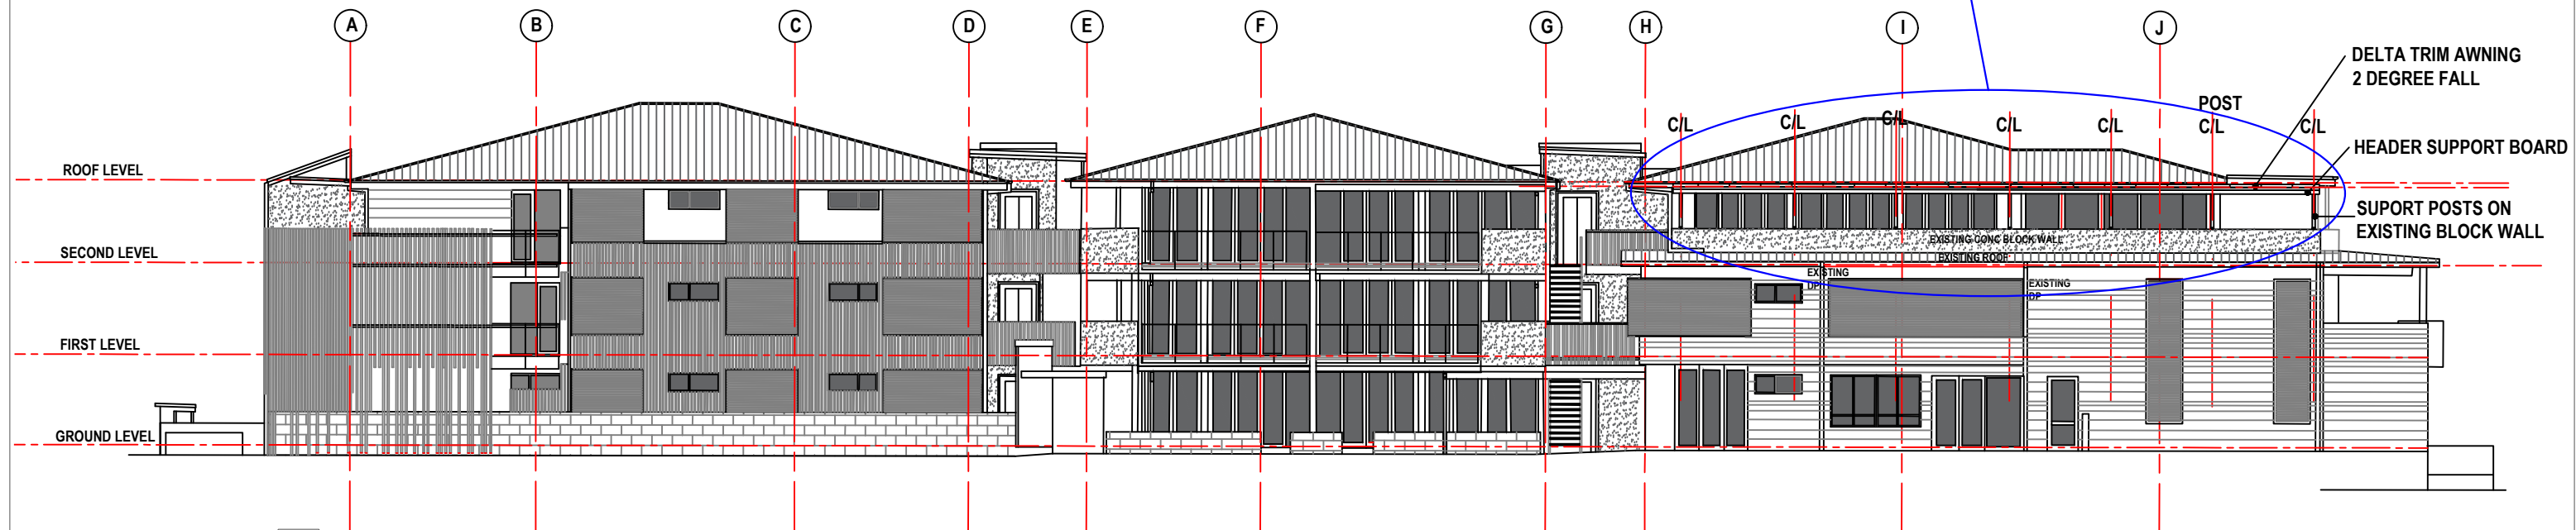 A B C D E F G H I J
DELTA TRIM AWNING
2 DEGREE FALL
POST
C/L C/L C/L C/L C/L C/L C/L
HEADER SUPPORT BOARD
ROOF LEVEL
SUPORT POSTS ON
EXISTING BLOCK WALL
EXISTING CONC BLOCK WALL
SECOND LEVEL
EXISTING ROOF
EXISTING
DP
EXISTING
DP
FIRST LEVEL
GROUND LEVEL